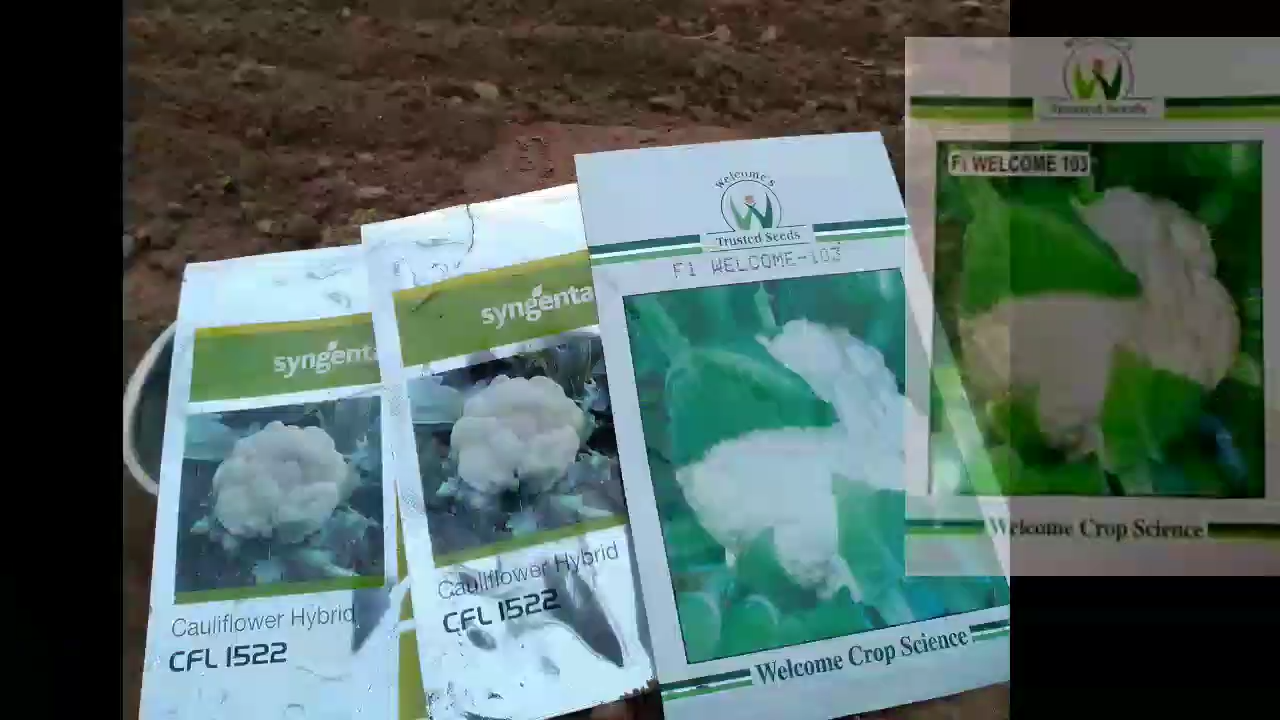 syngent
Cauliflower Hybrid
CFL 1522
syngenta
Cauliflower Hybrid
CFL 1522
Welcome's
Trusted Seeds
F1 WELCOME-103
Welcome Crop Science
Trusted Seeds
F1 WELCOME 103
Welcome Crop Science